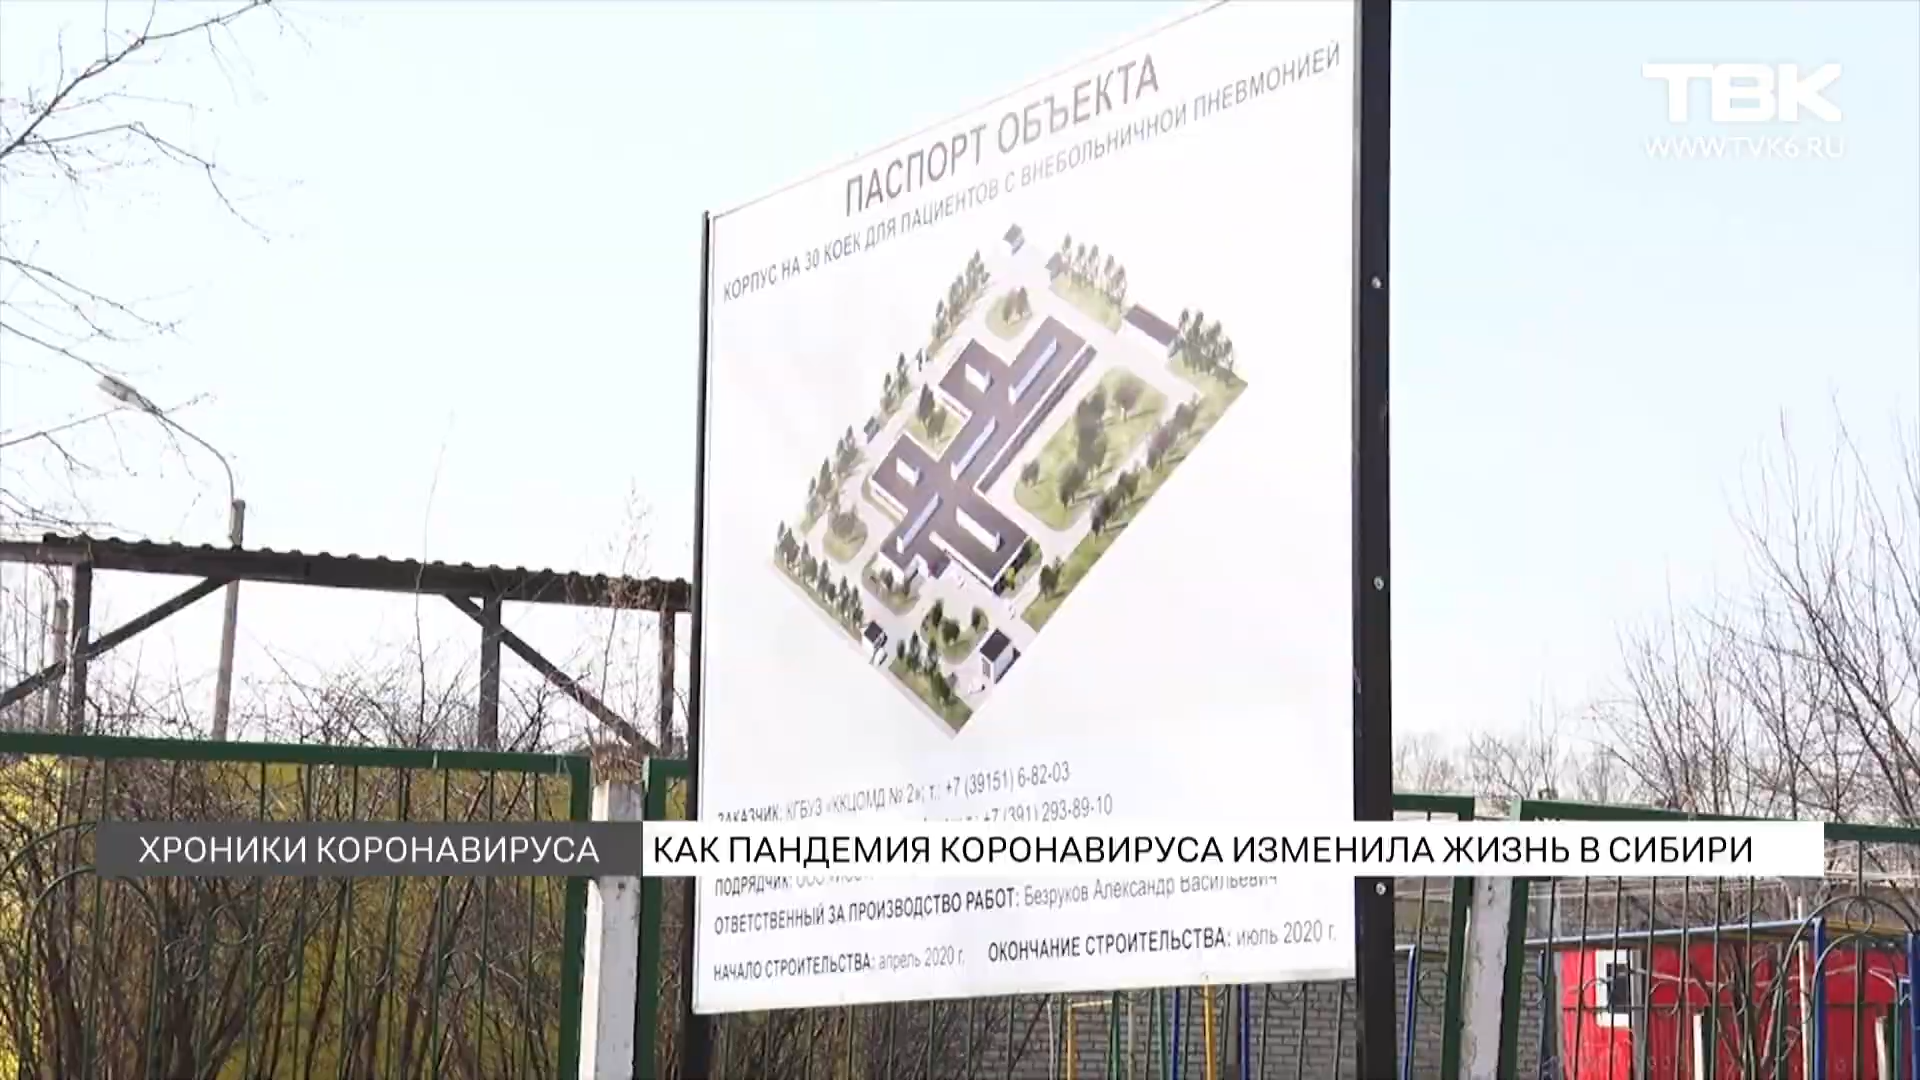 ТВК
WWW.TVK6.RU
ПАСПОРТ ОБЪЕКТА
КОРПУС НА 30 КОЕК ДЛЯ ПАЦИЕНТОВ С ВНЕБОЛЬНИЧНОЙ ПНЕВМОНИЕЙ
ЗАКАЗЧИК: КГБУЗ «ККЦОМД № 2»; т.: +7 (39151) 6-82-03
+7 (391) 293-89-10
ХРОНИКИ КОРОНАВИРУСА КАК ПАНДЕМИЯ КОРОНАВИРУСА ИЗМЕНИЛА ЖИЗНЬ В СИБИРИ
ПОДРЯДЧИК: ООО
ОТВЕТСТВЕННЫЙ ЗА ПРОИЗВОДСТВО РАБОТ: Безруков Александр Васильевич
НАЧАЛО СТРОИТЕЛЬСТВА: апрель 2020 г. ОКОНЧАНИЕ СТРОИТЕЛЬСТВА: июль 2020 г.